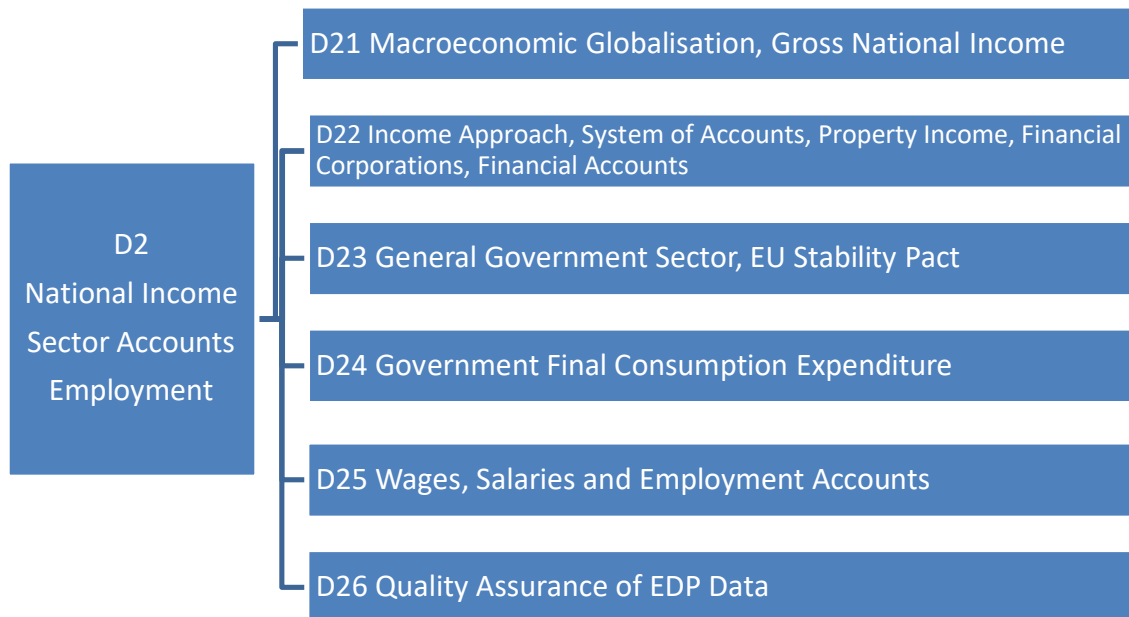 D2
National Income
Sector Accounts
Employment
D21 Macroeconomic Globalisation, Gross National Income
D22 Income Approach, System of Accounts, Property Income, Financial
Corporations, Financial Accounts
D23 General Government Sector, EU Stability Pact
D24 Government Final Consumption Expenditure
D25 Wages, Salaries and Employment Accounts
D26 Quality Assurance of EDP Data